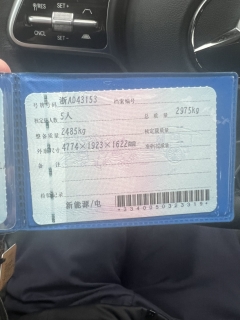 SET+
RES
CNCL
SET-
号牌号码 浙AD43153 档案编号
核定载人数 5人 总质量 2975kg
整备质量 2485kg 核定载质量
外廓尺寸 4774×1923×1622mm 准牵引总质量
备注
检验记录
新能源/电